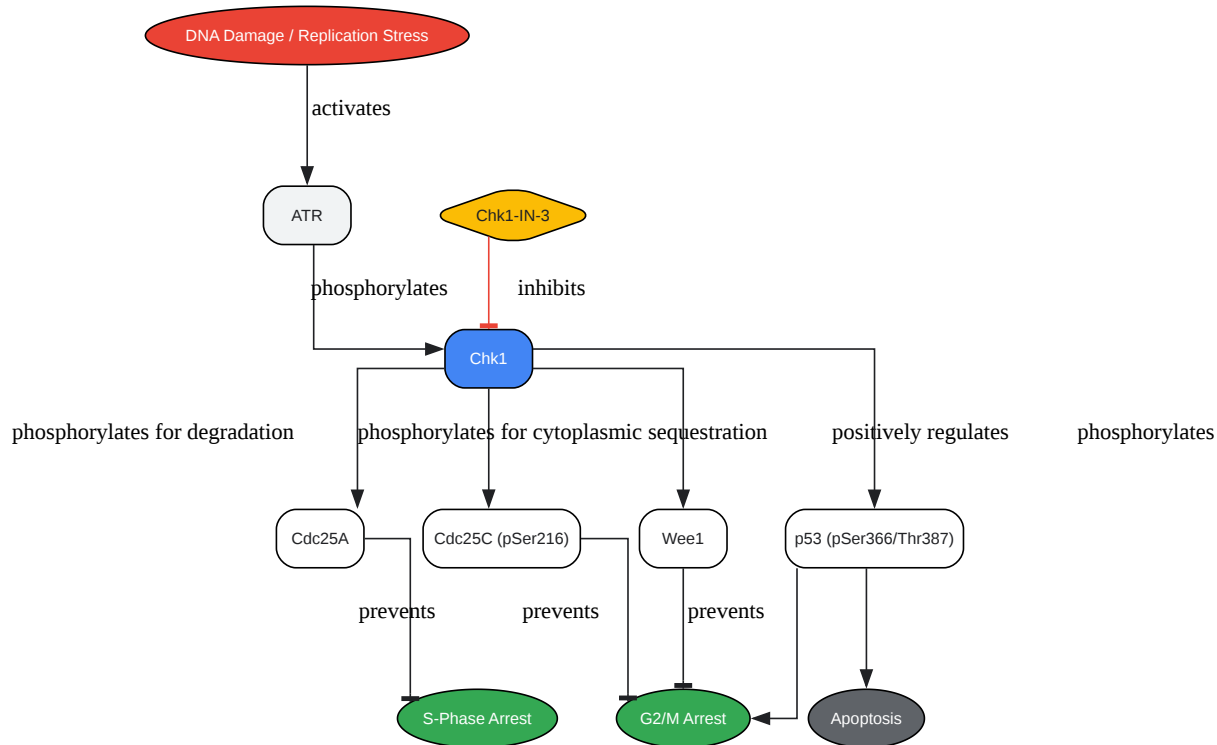 DNA Damage / Replication Stress
activates
ATR
Chk1-IN-3
phosphorylates
inhibits
Chk1
phosphorylates for degradation
phosphorylates for cytoplasmic sequestration
positively regulates
phosphorylates
Cdc25A
Cdc25C (pSer216)
Wee1
p53 (pSer366/Thr387)
prevents
prevents
prevents
S-Phase Arrest
G2/M Arrest
Apoptosis